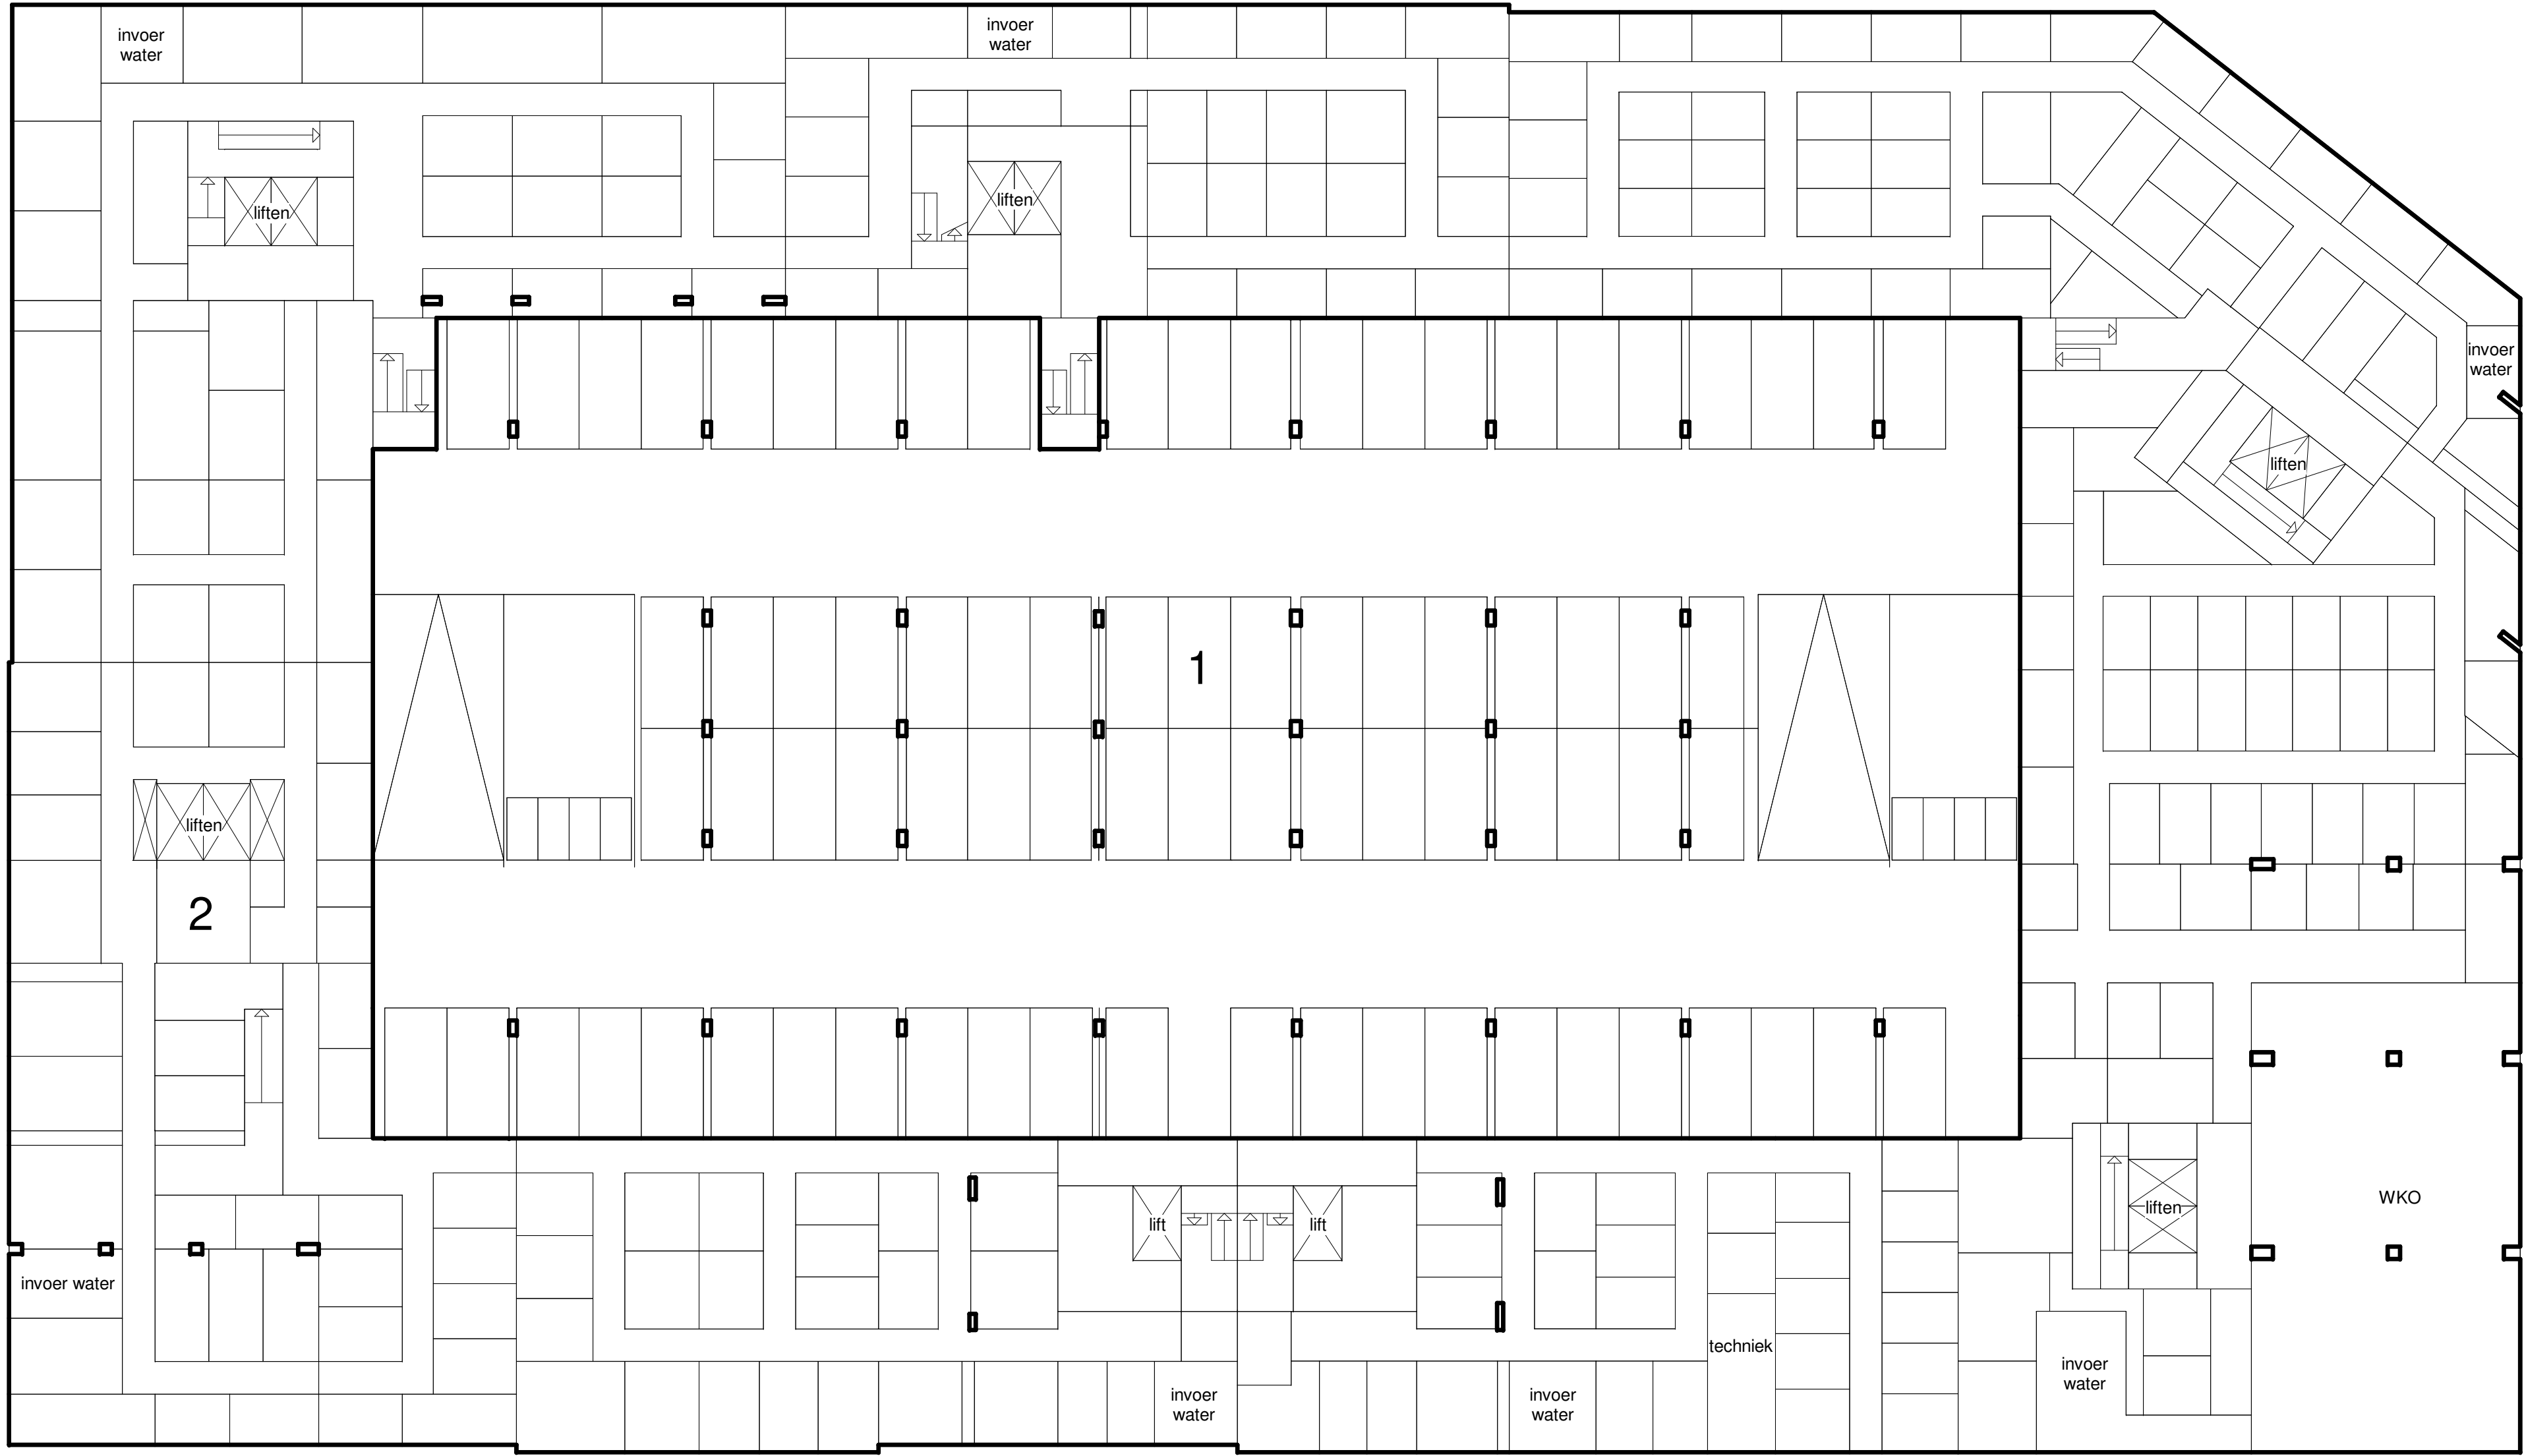 invoer
water
invoer
water
liften
liften
invoer
water
liften
1
liften
2
WKO
liften
lift
lift
invoer water
techniek
invoer
water
invoer
water
invoer
water